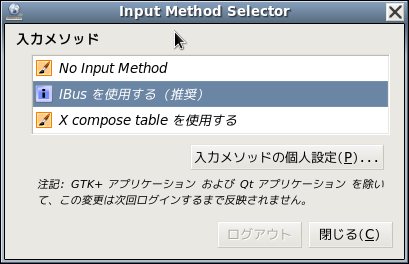 Input Method Selector
入力メソッド
No Input Method
IBus を使用する（推奨）
X compose table を使用する
入力メソッドの個人設定(P)...
注記: GTK+ アプリケーション および Qt アプリケーション を除い
て、この変更は次回ログインするまで反映されません。
ログアウト
閉じる(C)